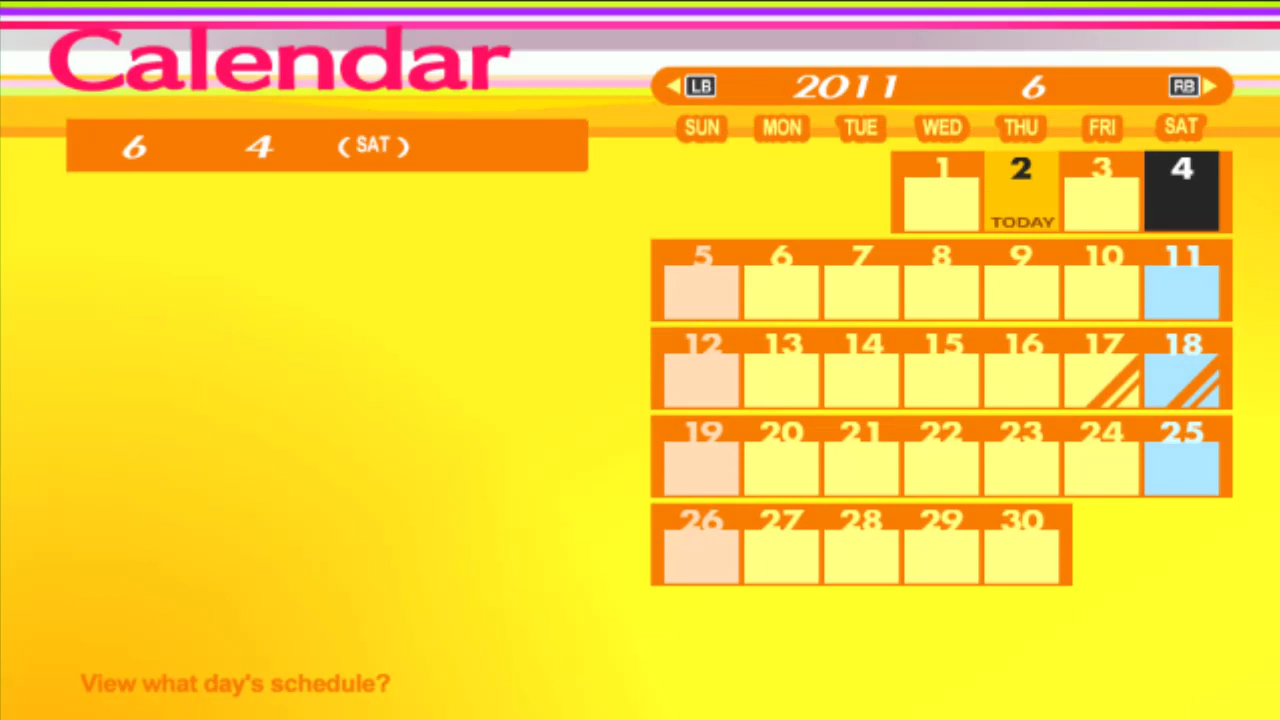 Calendar
LB 2011 6 RB
SUN MON TUE WED THU FRI SAT
6 4 (SAT)
1 2 3 4
TODAY
5 6 7 8 9 10 11
12 13 14 15 16 17 18
19 20 21 22 23 24 25
26 27 28 29 30
View what day's schedule?